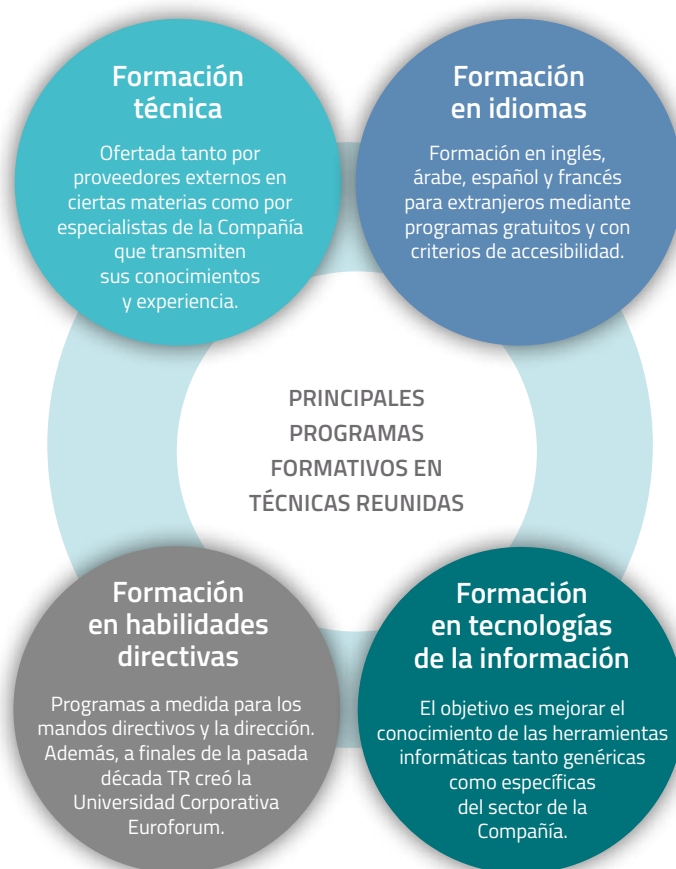 Formación
técnica
Ofertada tanto por
proveedores externos en
ciertas materias como por
especialistas de la Compañía
que transmiten
sus conocimientos
y experiencia.
Formación
en idiomas
Formación en inglés,
árabe, español y francés
para extranjeros mediante
programas gratuitos y con
criterios de accesibilidad.
PRINCIPALES
PROGRAMAS
FORMATIVOS EN
TÉCNICAS REUNIDAS
Formación
en habilidades
directivas
Programas a medida para los
mandos directivos y la dirección.
Además, a finales de la pasada
década TR creó la
Universidad Corporativa
Euroforum.
Formación
en tecnologías
de la información
El objetivo es mejorar el
conocimiento de las herramientas
informáticas tanto genéricas
como específicas
del sector de la
Compañía.